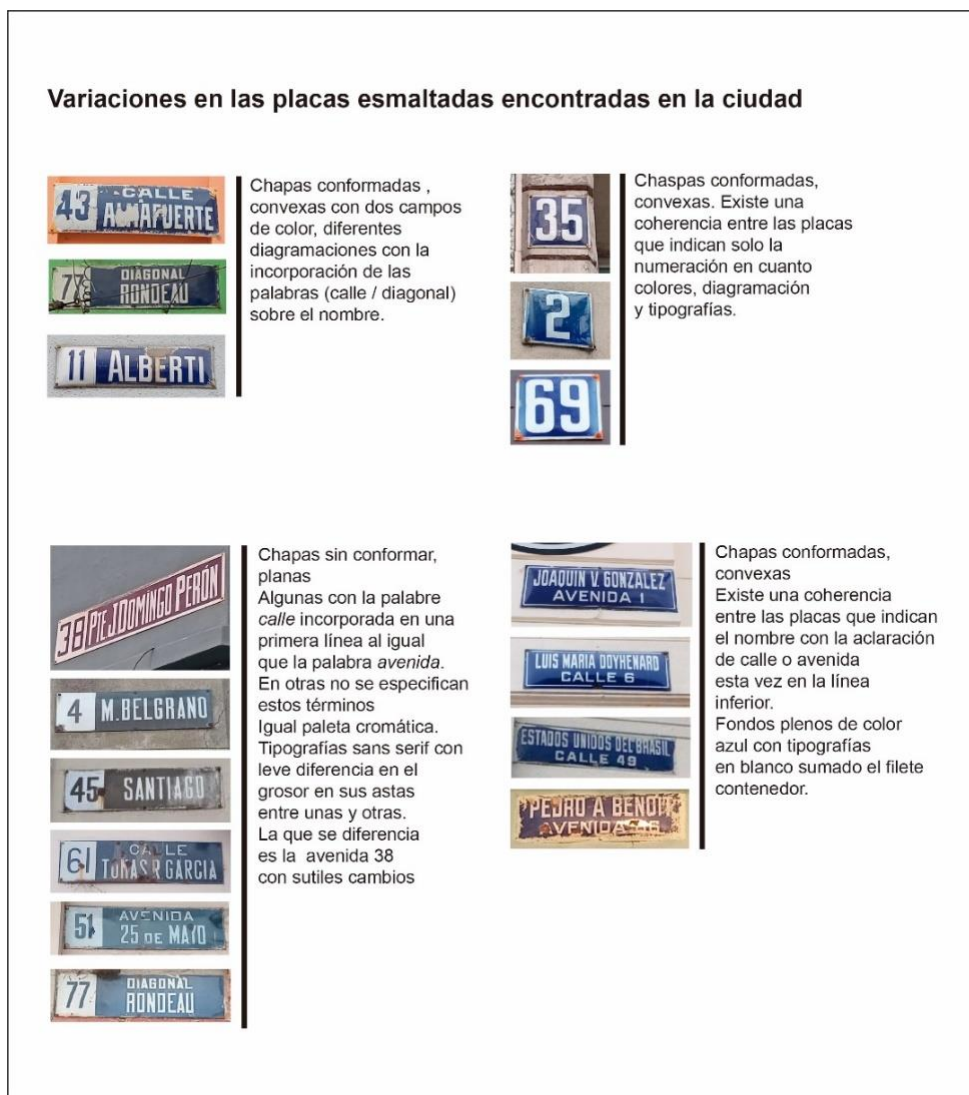 Variaciones en las placas esmaltadas encontradas en la ciudad
43
CALLE
ALMAFUERTE
77
DIAGONAL
RONDEAU
11 ALBERTI
Chapas conformadas ,
convexas con dos campos
de color, diferentes
diagramaciones con la
incorporación de las
palabras (calle / diagonal)
sobre el nombre.
35
2
69
Chaspas conformadas,
convexas. Existe una
coherencia entre las placas
que indican solo la
numeración en cuanto
colores, diagramación
y tipografías.
38 PTE J DOMINGO PERÓN
4 M. BELGRANO
45 SANTIAGO
61
CALLE
TOMAS R GARCIA
51
AVENIDA
25 DE MAYO
77
DIAGONAL
RONDEAU
Chapas sin conformar,
planas
Algunas con la palabre
calle incorporada en una
primera línea al igual
que la palabra avenida.
En otras no se especifican
estos términos
Igual paleta cromática.
Tipografías sans serif con
leve diferencia en el
grosor en sus astas
entre unas y otras.
La que se diferencia
es la avenida 38
con sutiles cambios
JOAQUIN V. GONZALEZ
AVENIDA 1
LUIS MARIA DOYHENARD
CALLE 6
ESTADOS UNIDOS DEL BRASIL
CALLE 49
PEDRO A BENOIT
AVENIDA
Chapas conformadas,
convexas
Existe una coherencia
entre las placas que indican
el nombre con la aclaración
de calle o avenida
esta vez en la línea
inferior.
Fondos plenos de color
azul con tipografías
en blanco sumado el filete
contenedor.